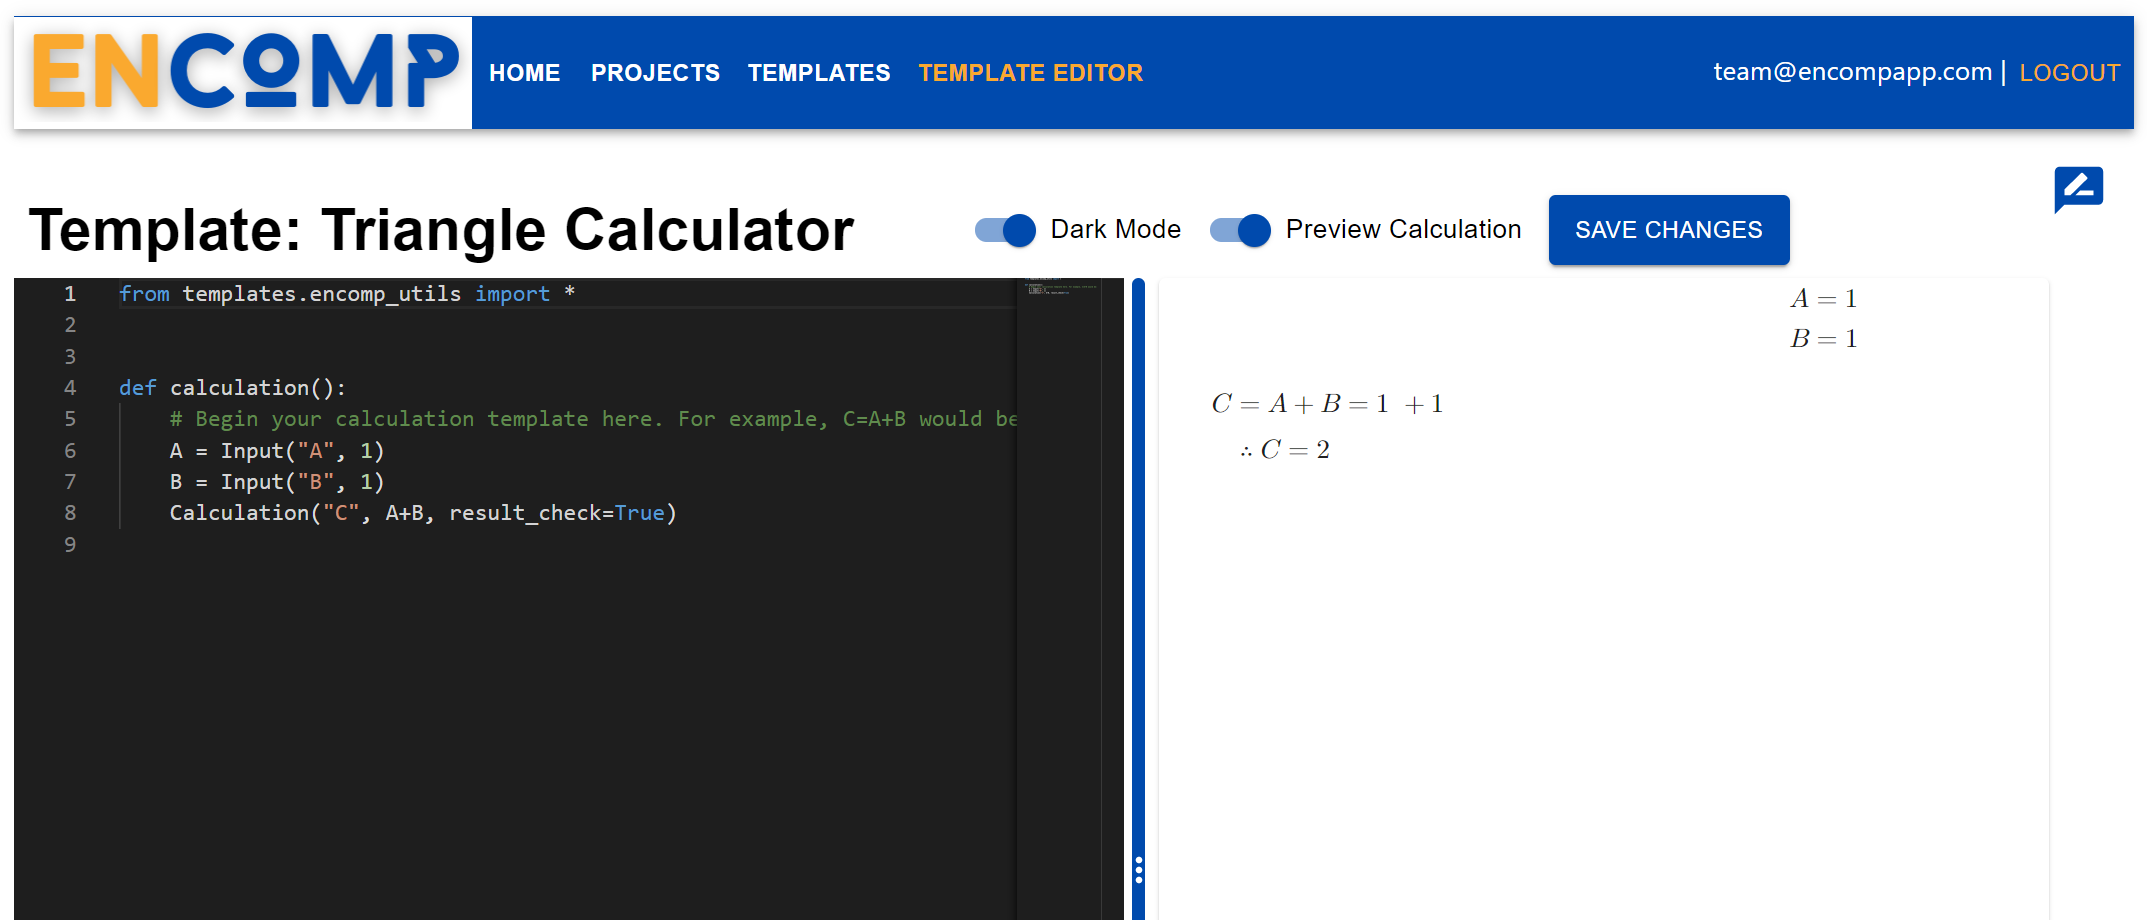 ENCOMP
HOME PROJECTS TEMPLATES TEMPLATE EDITOR
team@encompapp.com | LOGOUT
Template: Triangle Calculator
Dark Mode
Preview Calculation
SAVE CHANGES
1 from templates.encomp_utils import *
2
3
4 def calculation():
5 # Begin your calculation template here. For example, C=A+B would be
6 A = Input("A", 1)
7 B = Input("B", 1)
8 Calculation("C", A+B, result_check=True)
9
A = 1
B = 1
C = A + B = 1 + 1
∴ C = 2